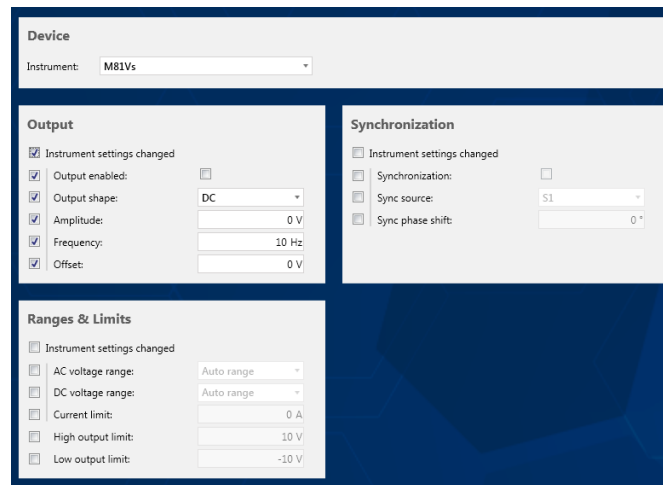 Device
Instrument: M81Vs
Output
Instrument settings changed
Output enabled:
Output shape: DC
Amplitude: 0 V
Frequency: 10 Hz
Offset: 0 V
Synchronization
Instrument settings changed
Synchronization:
Sync source: S1
Sync phase shift: 0 °
Ranges & Limits
Instrument settings changed
AC voltage range: Auto range
DC voltage range: Auto range
Current limit: 0 A
High output limit: 10 V
Low output limit: -10 V